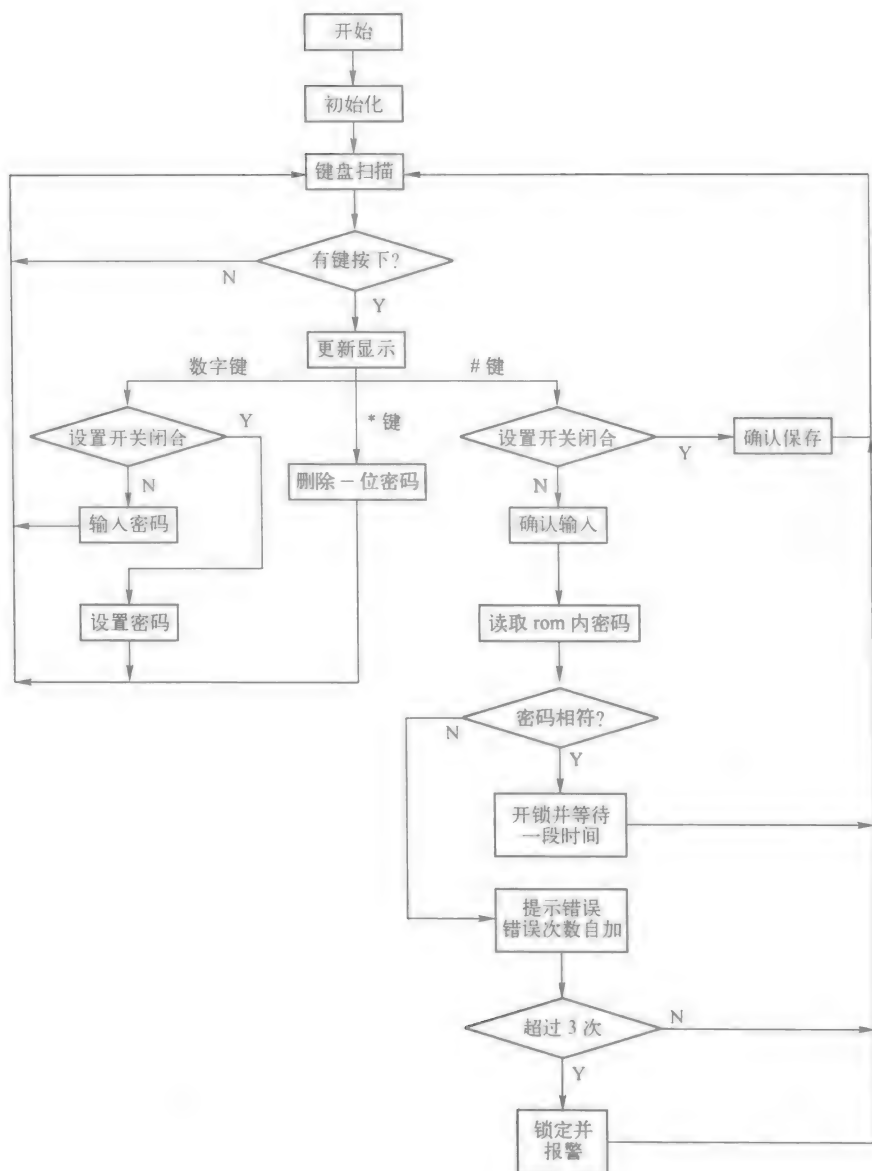 开始
初始化
键盘扫描
有键按下?
N
Y
更新显示
数字键
# 键
* 键
设置开关闭合
Y
设置开关闭合
Y
确认保存
N
删除一位密码
N
输入密码
确认输入
设置密码
读取 rom 内密码
密码相符?
N
Y
开锁并等待
一段时间
提示错误
错误次数自加
超过 3 次
N
Y
锁定并
报警